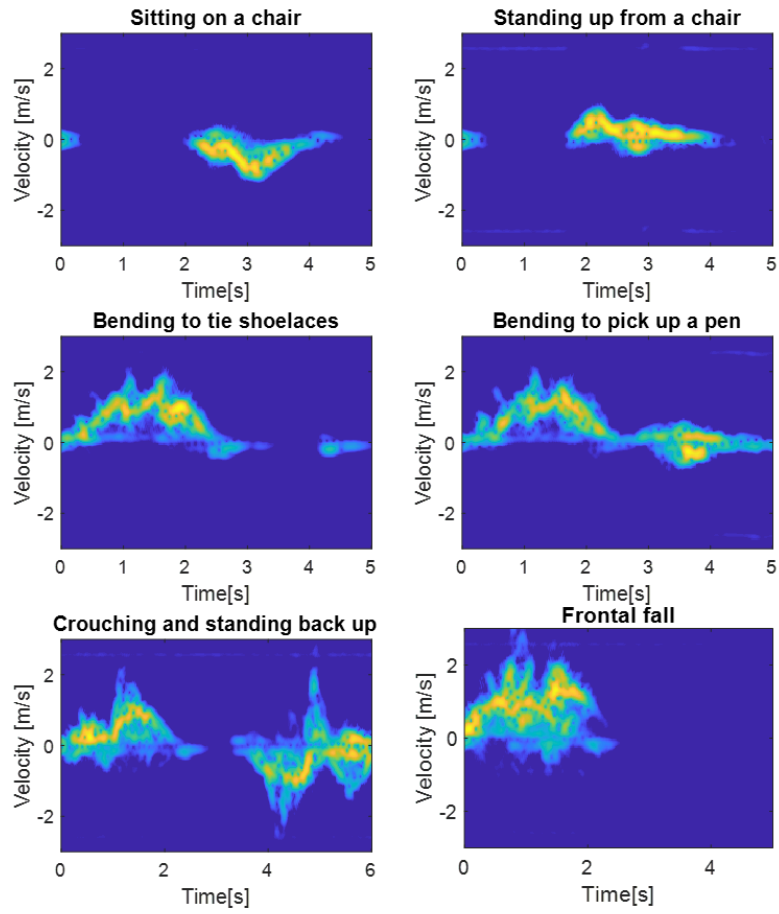 Sitting on a chair
Velocity [m/s]
2
0
-2
0 1 2 3 4 5
Time[s]
Standing up from a chair
Velocity [m/s]
2
0
-2
0 1 2 3 4 5
Time[s]
Bending to tie shoelaces
Velocity [m/s]
2
0
-2
0 1 2 3 4 5
Time[s]
Bending to pick up a pen
Velocity [m/s]
2
0
-2
0 1 2 3 4 5
Time[s]
Crouching and standing back up
Velocity [m/s]
2
0
-2
0 2 4 6
Time[s]
Frontal fall
Velocity [m/s]
2
0
-2
0 2 4
Time[s]